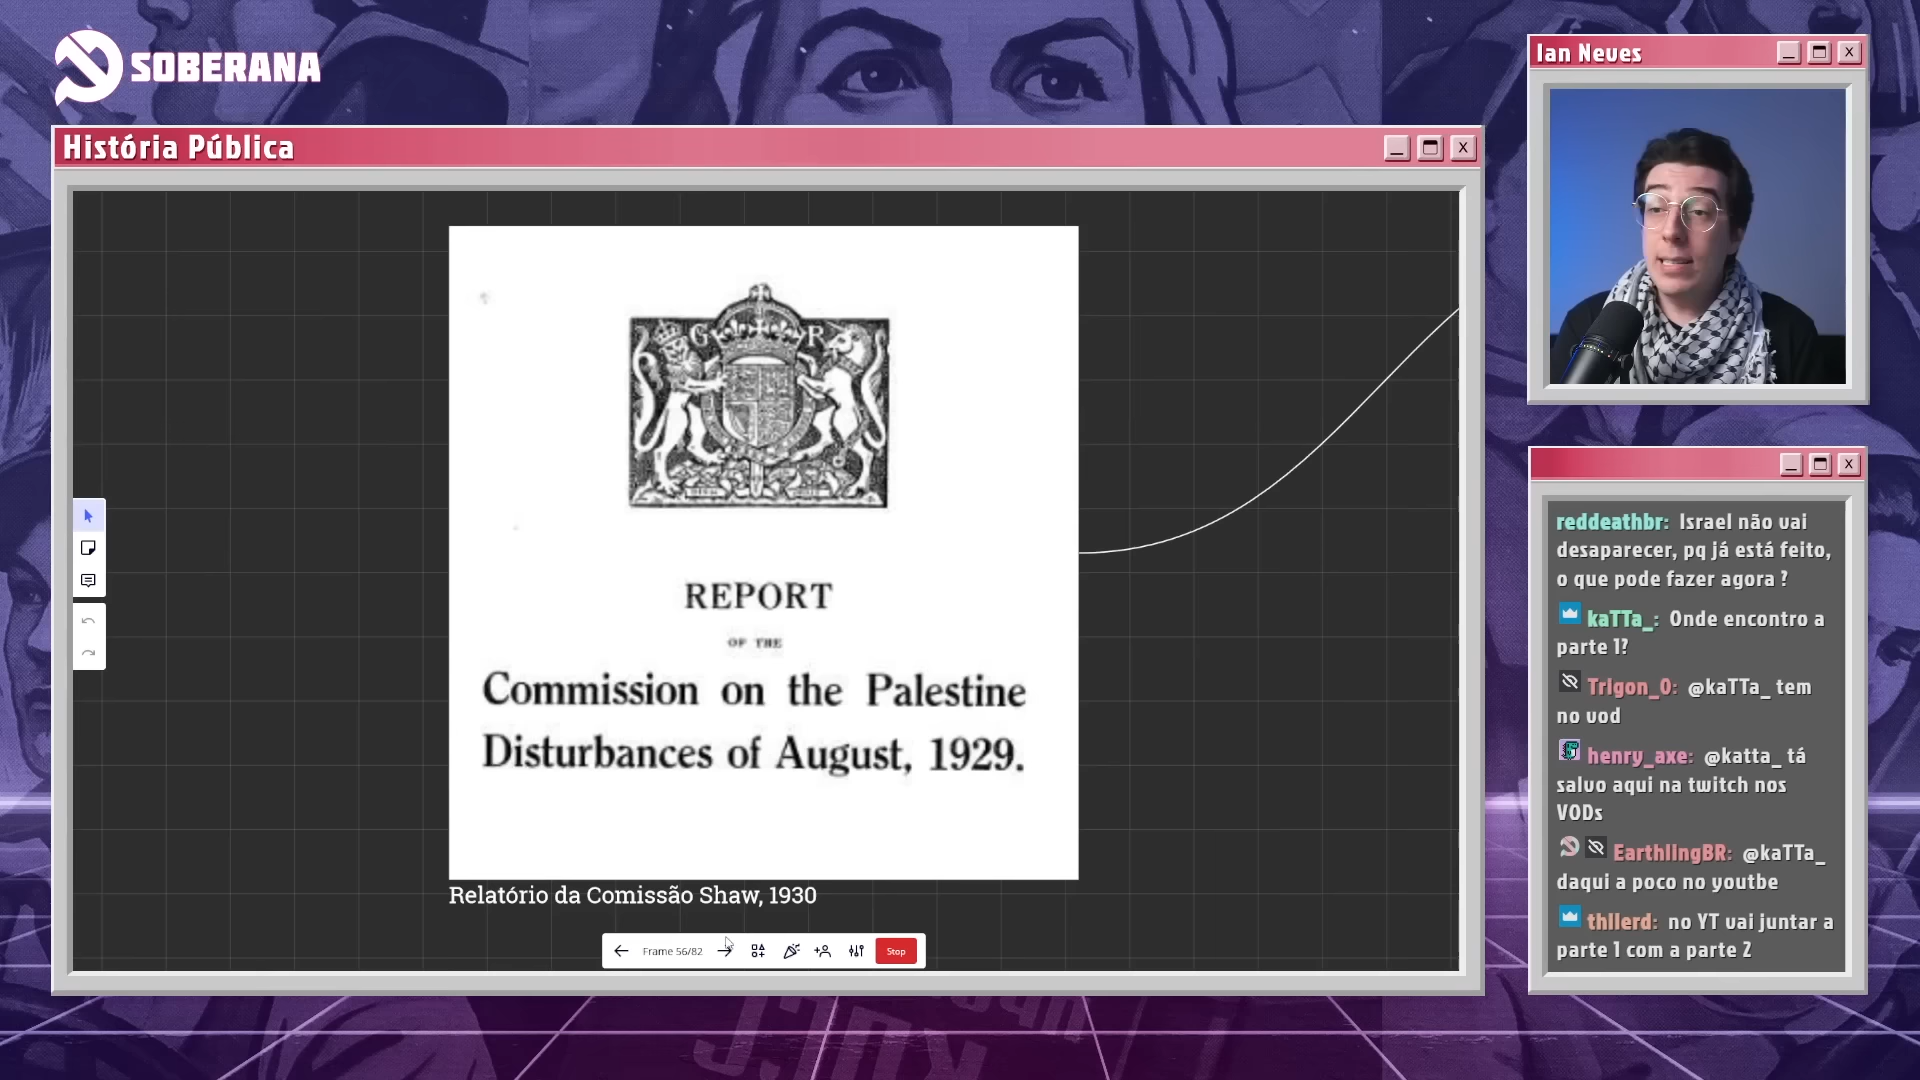 SOBERANA
História Pública
G R
REPORT
OF THE
Commission on the Palestine
Disturbances of August, 1929.
Relatório da Comissão Shaw, 1930
Frame 56/82
Stop
Ian Neves
reddeathbr: Israel não vai
desaparecer, pq já está feito,
o que pode fazer agora ?
kaTTa_: Onde encontro a
parte 1?
Trigon_0: @kaTTa_ tem
no vod
henry_axe: @katta_ tá
salvo aqui na twitch nos
VODs
EarthlingBR: @kaTTa_
daqui a poco no youtbe
thllerd: no YT vai juntar a
parte 1 com a parte 2